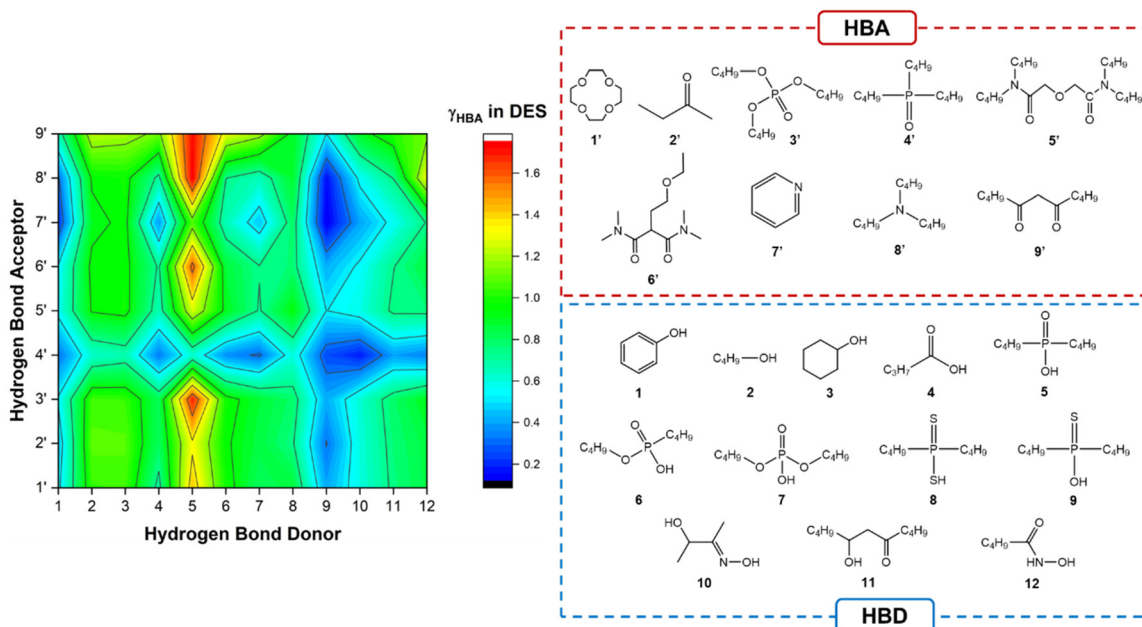 γHBA in DES
Hydrogen Bond Acceptor
9'
8'
7'
6'
5'
4'
3'
2'
1'
1 2 3 4 5 6 7 8 9 10 11 12
Hydrogen Bond Donor
1.6
1.4
1.2
1.0
0.8
0.6
0.4
0.2
HBA
O O O O
1'
O
2'
C4H9 O O C4H9 P O O C4H9
3'
C4H9 C4H9 P C4H9 O
4'
C4H9 C4H9 N O N C4H9 C4H9 O O
5'
O N N O O
6'
N
7'
C4H9 N C4H9 C4H9
8'
C4H9 C4H9 O O
9'
OH
1
C4H9 OH
2
OH
3
O C3H7 OH
4
O C4H9 P C4H9 OH
5
O C4H9 P C4H9 O OH
6
O C4H9 O P O C4H9 OH
7
S C4H9 P C4H9 SH
8
S C4H9 P C4H9 OH
9
HO N OH
10
C4H9 C4H9 OH O
11
O C4H9 HN OH
12
HBD